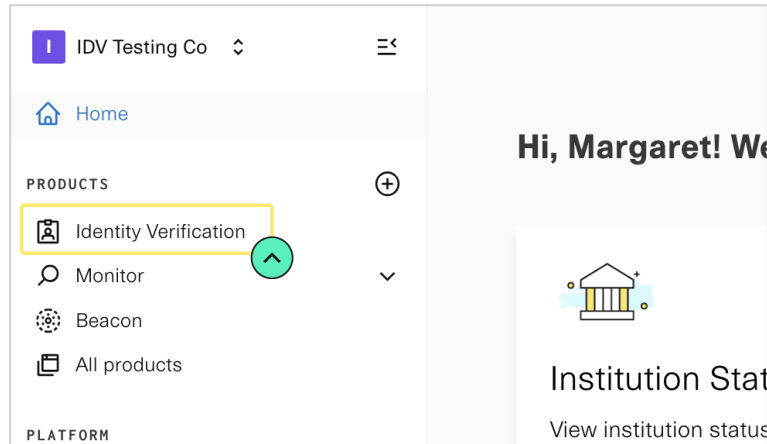 I IDV Testing Co
Home
PRODUCTS
Identity Verification
Monitor
Beacon
All products
PLATFORM
Hi, Margaret! We
Institution Stat
View institution status